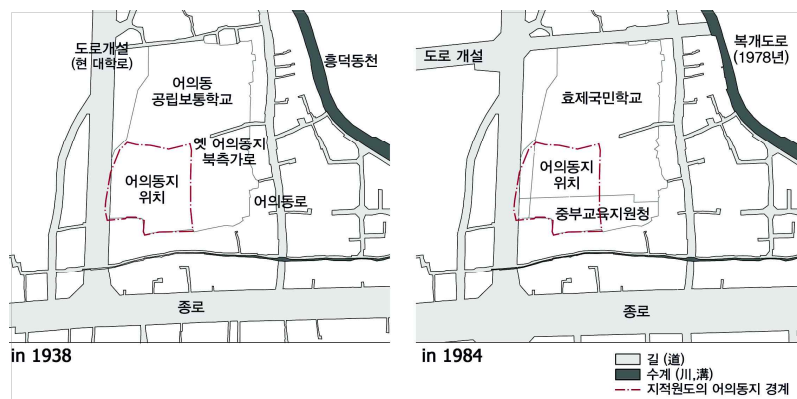 도로개설
(현 대학로)
어의동
공립보통학교
흥덕동천
옛 어의동지
북측가로
어의동지
위치
어의동로
종로
in 1938
도로 개설
복개도로
(1978년)
효제국민학교
어의동지
위치
중부교육지원청
종로
in 1984
길 (道)
수계 (川,溝)
지적원도의 어의동지 경계